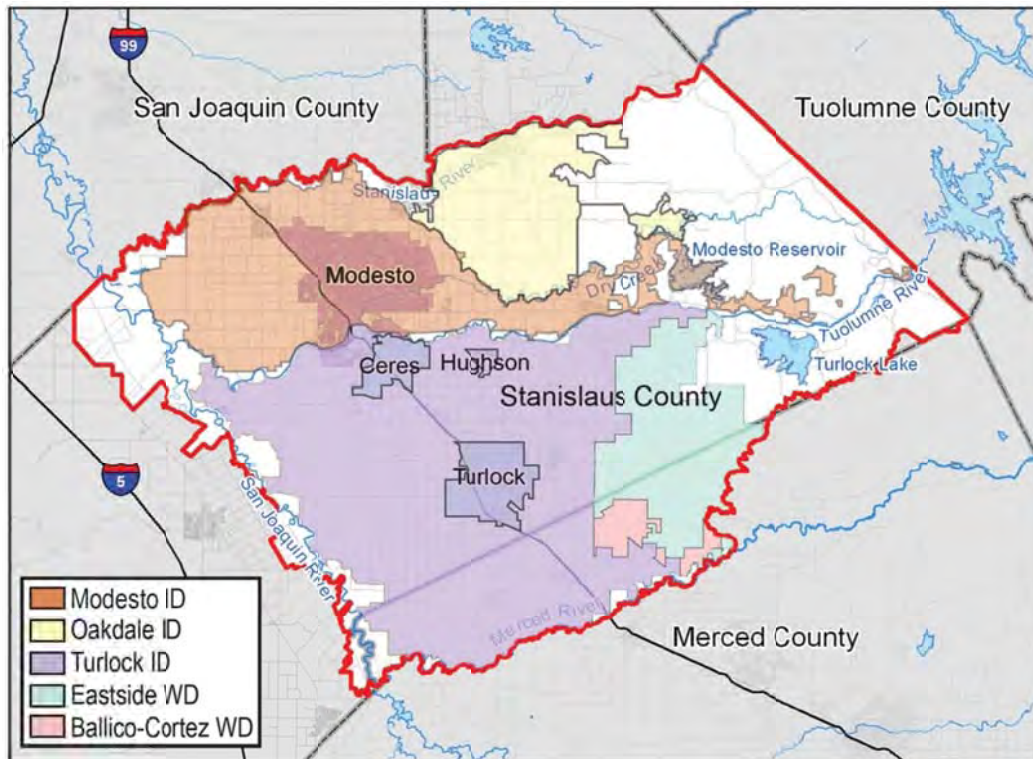 99
San Joaquin County
Tuolumne County
Stanislaus River
Modesto Reservoir
Modesto
Dry Creek
Tuolumne River
Ceres
Hughson
Turlock Lake
Stanislaus County
5
Turlock
San Joaquin River
Merced River
Merced County
Modesto ID
Oakdale ID
Turlock ID
Eastside WD
Ballico-Cortez WD